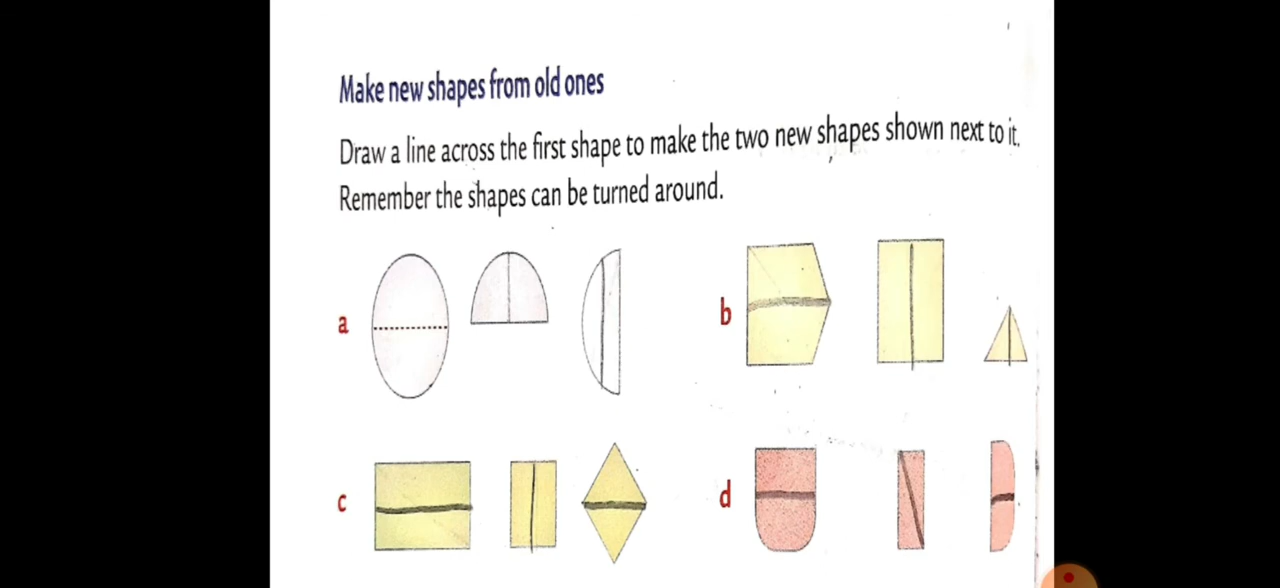 Make new shapes from old ones
Draw a line across the first shape to make the two new shapes shown next to it.
Remember the shapes can be turned around.
a
b
c
d